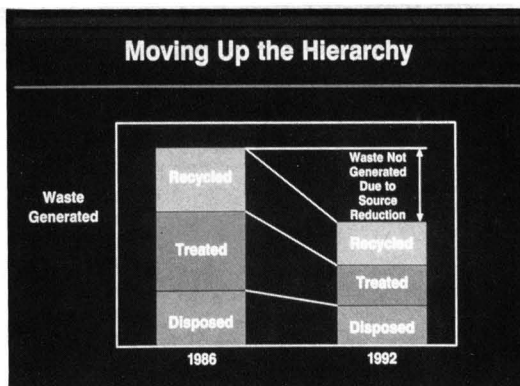 Moving Up the Hierarchy
Waste
Generated
Recycled
Treated
Disposed
Waste Not
Generated
Due to
Source
Reduction
Recycled
Treated
Disposed
1986
1992